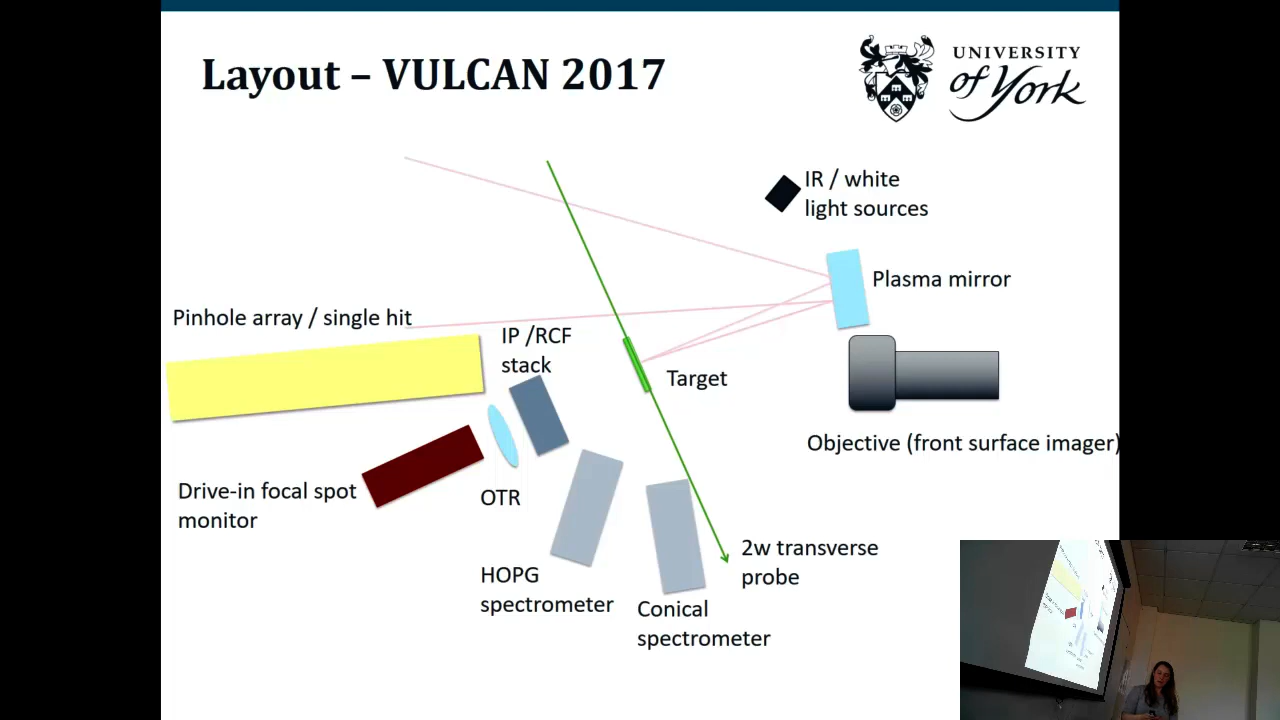 Layout – VULCAN 2017
UNIVERSITY
of York
IR / white
light sources
Plasma mirror
Pinhole array / single hit
IP /RCF
stack
Target
Objective (front surface imager)
Drive-in focal spot
monitor
OTR
2w transverse
probe
HOPG
spectrometer
Conical
spectrometer